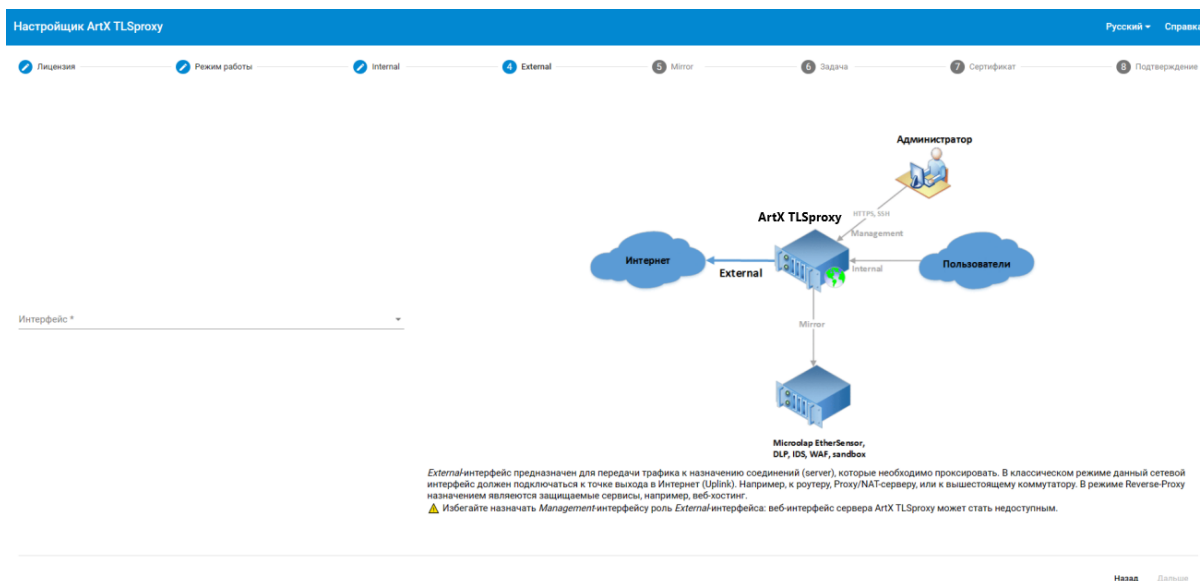 Настройщик ArtX TLSproxy
Русский
Справка
Лицензия
Режим работы
Internal
4 External
5 Mirror
6 Задача
7 Сертификат
8 Подтверждение
Администратор
HTTPS, SSH
ArtX TLSproxy
Management
Интернет
External
Internal
Пользователи
Интерфейс *
Mirror
Microolap EtherSensor,
DLP, IDS, WAF, sandbox
External-интерфейс предназначен для передачи трафика к назначению соединений (server), которые необходимо проксировать. В классическом режиме данный сетевой
интерфейс должен подключаться к точке выхода в Интернет (Uplink). Например, к роутеру, Proxy/NAT-серверу, или к вышестоящему коммутатору. В режиме Reverse-Proxy
назначением являеются защищаемые сервисы, например, веб-хостинг.
Избегайте назначать Management-интерфейсу роль External-интерфейса: веб-интерфейс сервера ArtX TLSproxy может стать недоступным.
Назад
Дальше